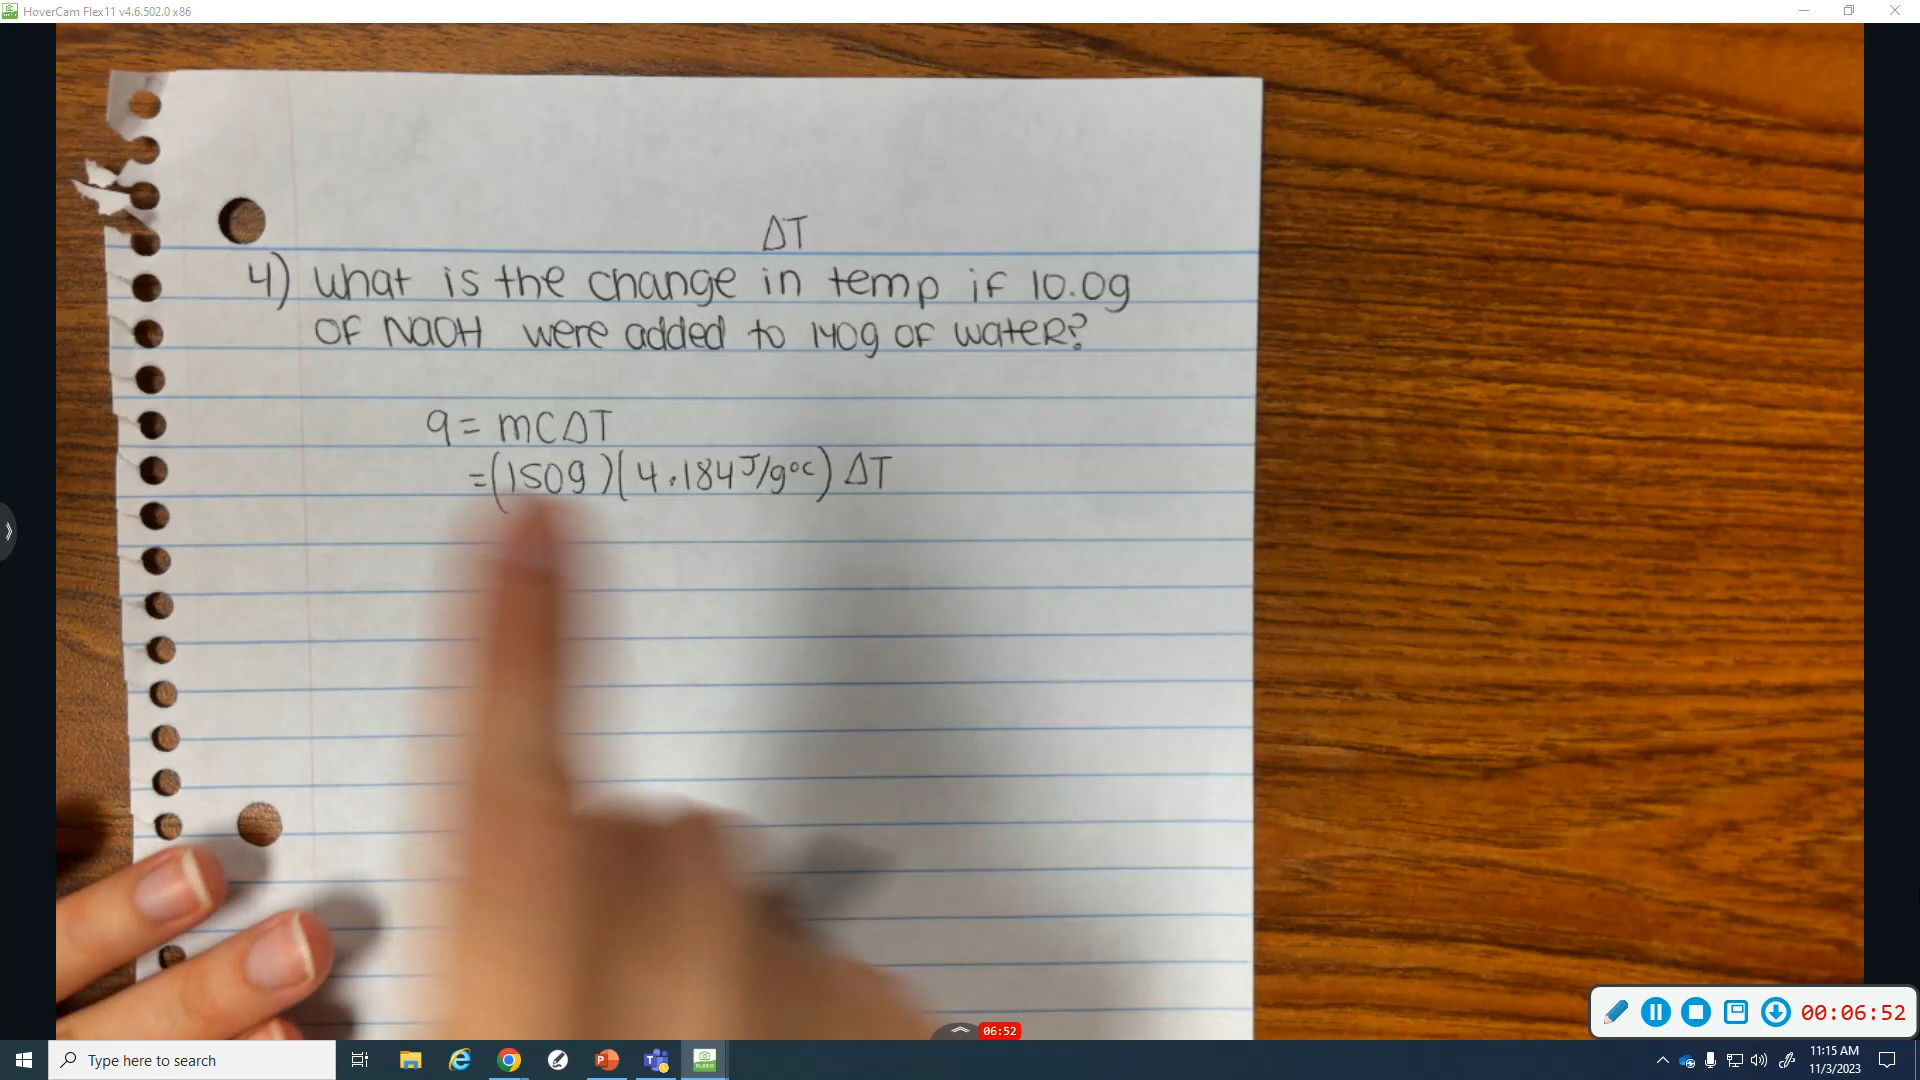 HoverCam Flex11 v4.6.502.0 x86
ΔT
4) What is the change in temp if 10.0g
of NaOH were added to 140g of water?
q = mCΔT
=(150g)(4.184 J/g°C) ΔT
06:52
00:06:52
Type here to search
11:15 AM
11/3/2023